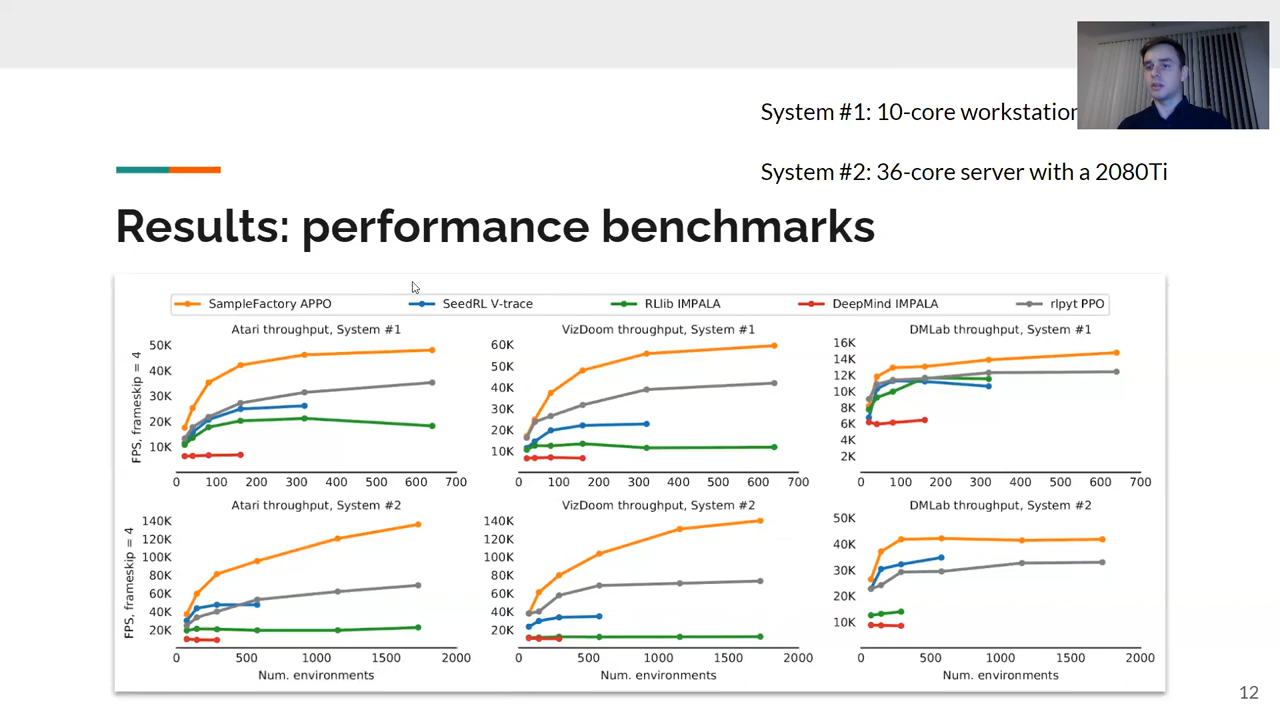 System #1: 10-core workstation
System #2: 36-core server with a 2080Ti
Results: performance benchmarks
SampleFactory APPO SeedRL V-trace RLlib IMPALA DeepMind IMPALA rlpyt PPO
Atari throughput, System #1
FPS, frameskip = 4
50K
40K
30K
20K
10K
0 100 200 300 400 500 600 700
VizDoom throughput, System #1
60K
50K
40K
30K
20K
10K
0 100 200 300 400 500 600 700
DMLab throughput, System #1
16K
14K
12K
10K
8K
6K
4K
2K
0 100 200 300 400 500 600 700
Atari throughput, System #2
FPS, frameskip = 4
140K
120K
100K
80K
60K
40K
20K
0 500 1000 1500 2000
Num. environments
VizDoom throughput, System #2
140K
120K
100K
80K
60K
40K
20K
0 500 1000 1500 2000
Num. environments
DMLab throughput, System #2
50K
40K
30K
20K
10K
0 500 1000 1500 2000
Num. environments
12